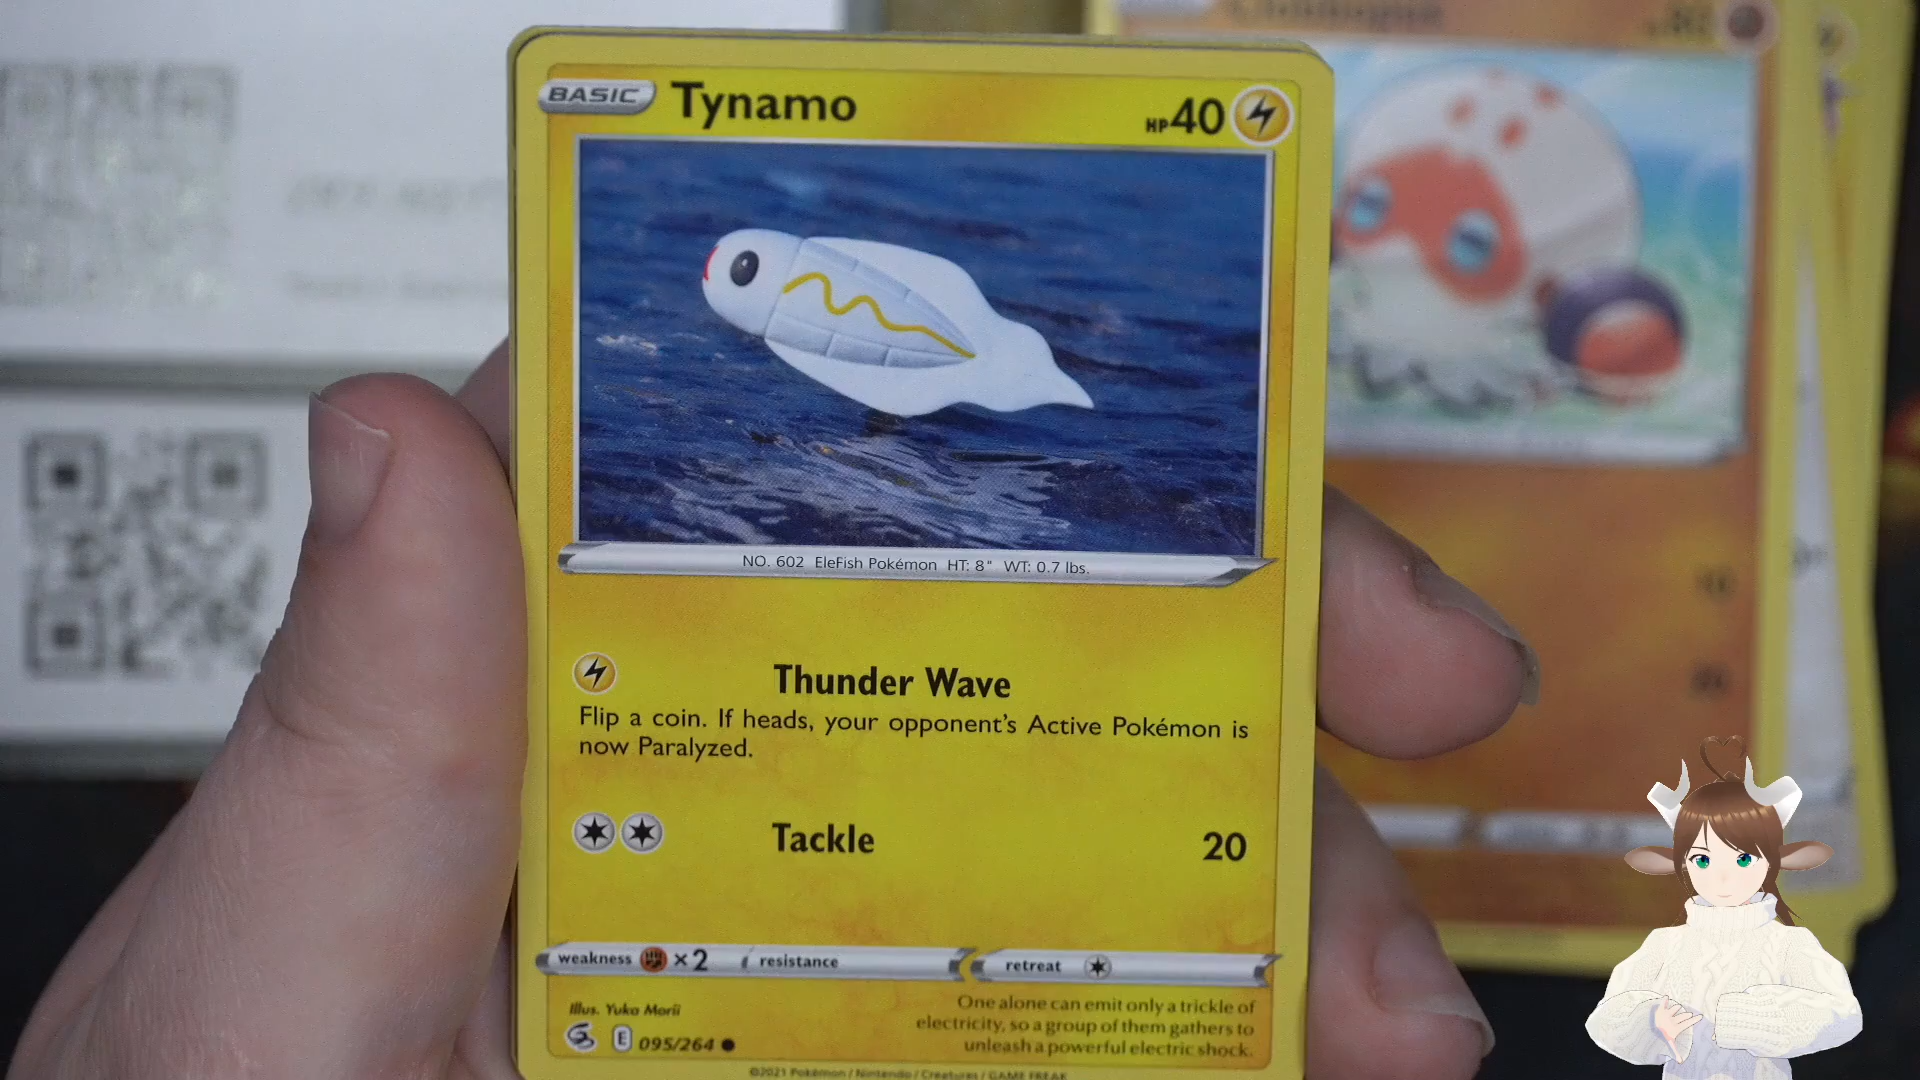 BASIC Tynamo HP40
NO. 602 EleFish Pokémon HT: 8" WT: 0.7 lbs.
Thunder Wave
Flip a coin. If heads, your opponent's Active Pokémon is
now Paralyzed.
Tackle 20
weakness ×2 resistance retreat
Illus. Yuka Morii
One alone can emit only a trickle of
electricity, so a group of them gathers to
unleash a powerful electric shock.
E 095/264
©2021 Pokémon / Nintendo / Creatures / GAME FREAK